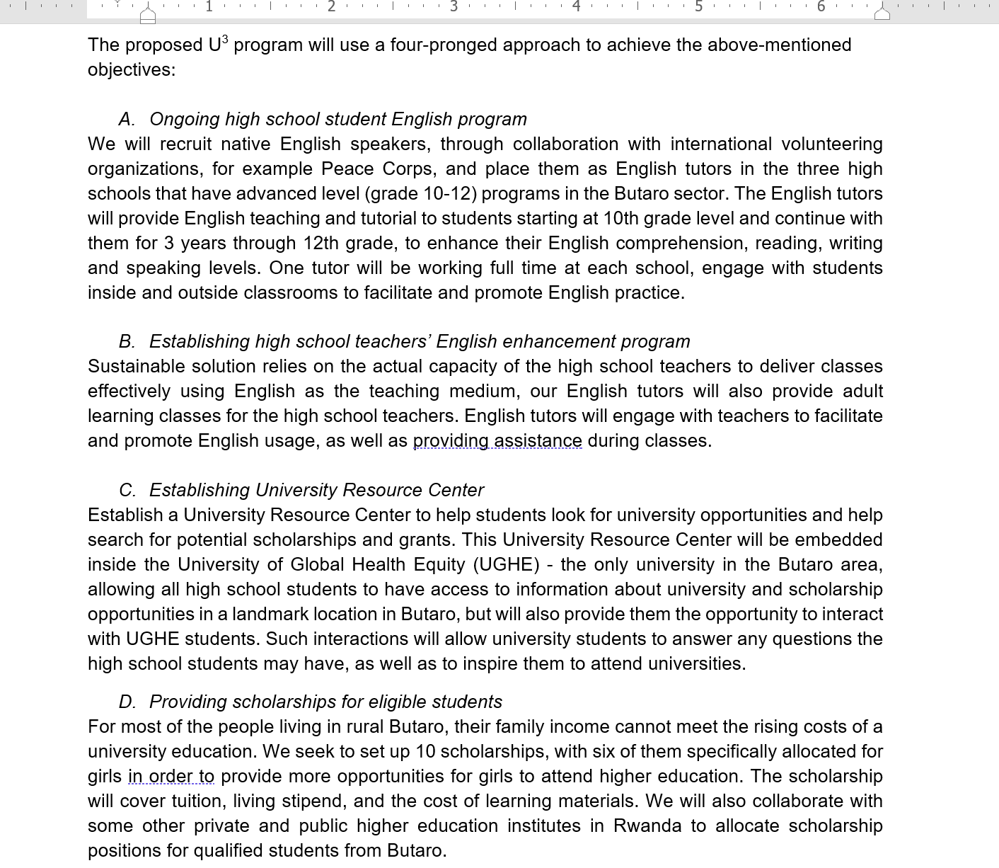 1 2 3 4 5 6
The proposed U³ program will use a four-pronged approach to achieve the above-mentioned
objectives:
A. Ongoing high school student English program
We will recruit native English speakers, through collaboration with international volunteering
organizations, for example Peace Corps, and place them as English tutors in the three high
schools that have advanced level (grade 10-12) programs in the Butaro sector. The English tutors
will provide English teaching and tutorial to students starting at 10th grade level and continue with
them for 3 years through 12th grade, to enhance their English comprehension, reading, writing
and speaking levels. One tutor will be working full time at each school, engage with students
inside and outside classrooms to facilitate and promote English practice.
B. Establishing high school teachers’ English enhancement program
Sustainable solution relies on the actual capacity of the high school teachers to deliver classes
effectively using English as the teaching medium, our English tutors will also provide adult
learning classes for the high school teachers. English tutors will engage with teachers to facilitate
and promote English usage, as well as providing assistance during classes.
C. Establishing University Resource Center
Establish a University Resource Center to help students look for university opportunities and help
search for potential scholarships and grants. This University Resource Center will be embedded
inside the University of Global Health Equity (UGHE) - the only university in the Butaro area,
allowing all high school students to have access to information about university and scholarship
opportunities in a landmark location in Butaro, but will also provide them the opportunity to interact
with UGHE students. Such interactions will allow university students to answer any questions the
high school students may have, as well as to inspire them to attend universities.
D. Providing scholarships for eligible students
For most of the people living in rural Butaro, their family income cannot meet the rising costs of a
university education. We seek to set up 10 scholarships, with six of them specifically allocated for
girls in order to provide more opportunities for girls to attend higher education. The scholarship
will cover tuition, living stipend, and the cost of learning materials. We will also collaborate with
some other private and public higher education institutes in Rwanda to allocate scholarship
positions for qualified students from Butaro.